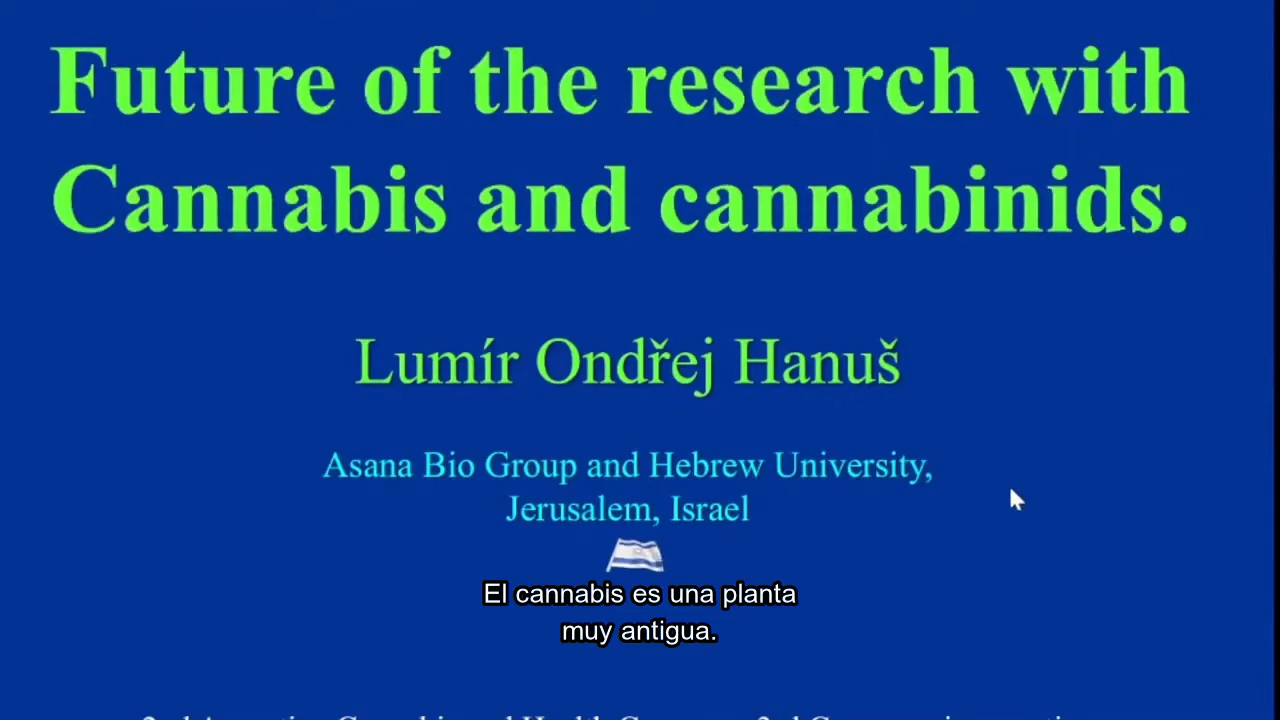 Future of the research with
Cannabis and cannabinids.
Lumír Ondřej Hanuš
Asana Bio Group and Hebrew University,
Jerusalem, Israel
El cannabis es una planta
muy antigua.